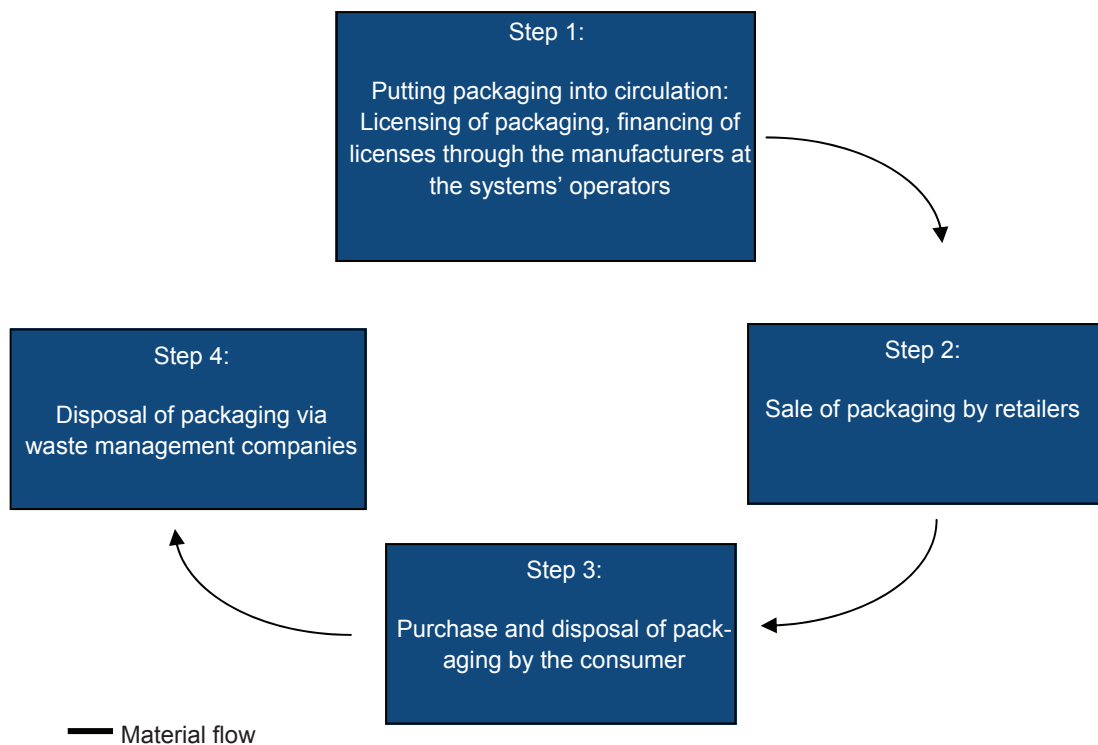 Step 1:
Putting packaging into circulation:
Licensing of packaging, financing of
licenses through the manufacturers at
the systems’ operators
Step 2:
Sale of packaging by retailers
Step 3:
Purchase and disposal of pack-
aging by the consumer
Step 4:
Disposal of packaging via
waste management companies
Material flow